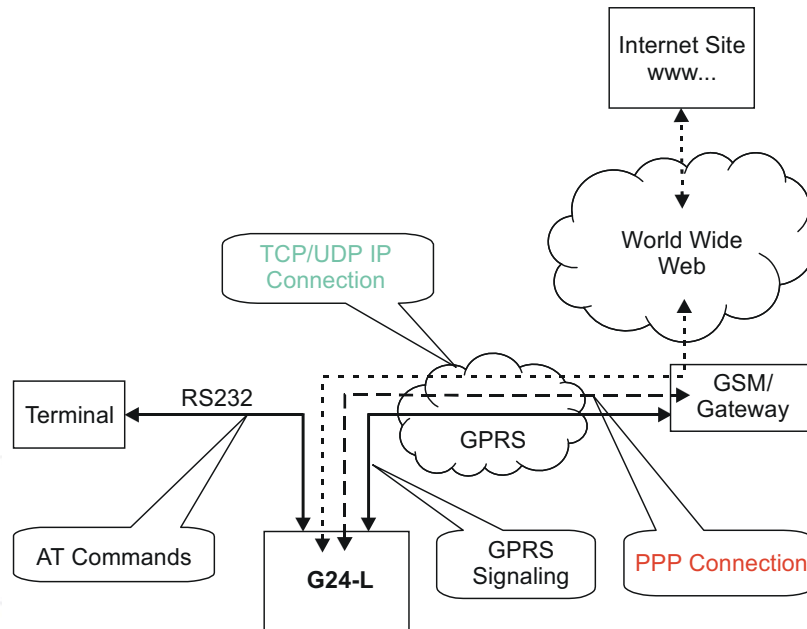 Internet Site
www...
World Wide
Web
TCP/UDP IP
Connection
RS232
Terminal
GPRS
GSM/
Gateway
AT Commands
G24-L
GPRS
Signaling
PPP Connection